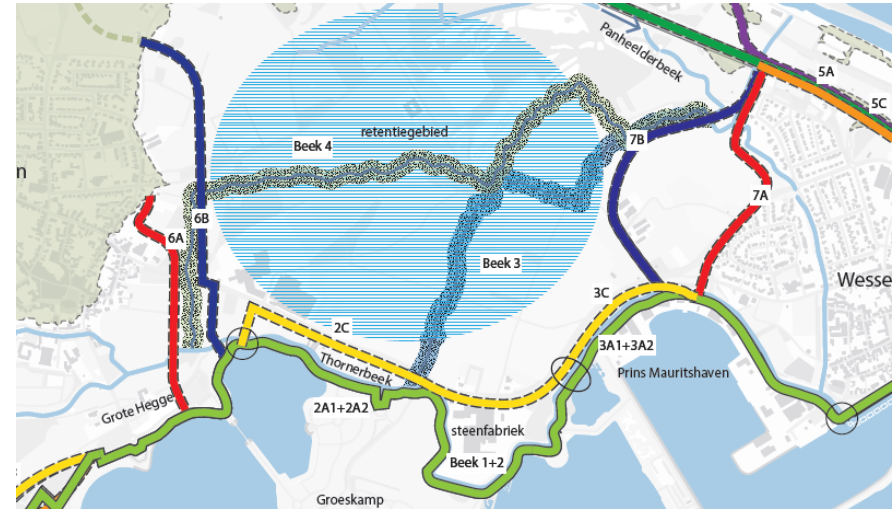 Panheelderbeek
5A
5C
retentiegebied
Beek 4
7B
n
7A
6B
6A
Beek 3
Wesse
3C
2C
3A1+3A2
Thornerbeek
Prins Mauritshaven
Grote Hegge
2A1+2A2
steenfabriek
Beek 1+2
Groeskamp